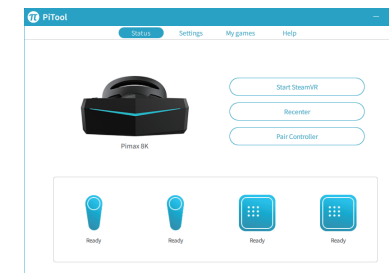 PiTool
Status Settings My games Help
Start SteamVR
Recenter
Pair Controller
Pimax 8K
Ready Ready Ready Ready